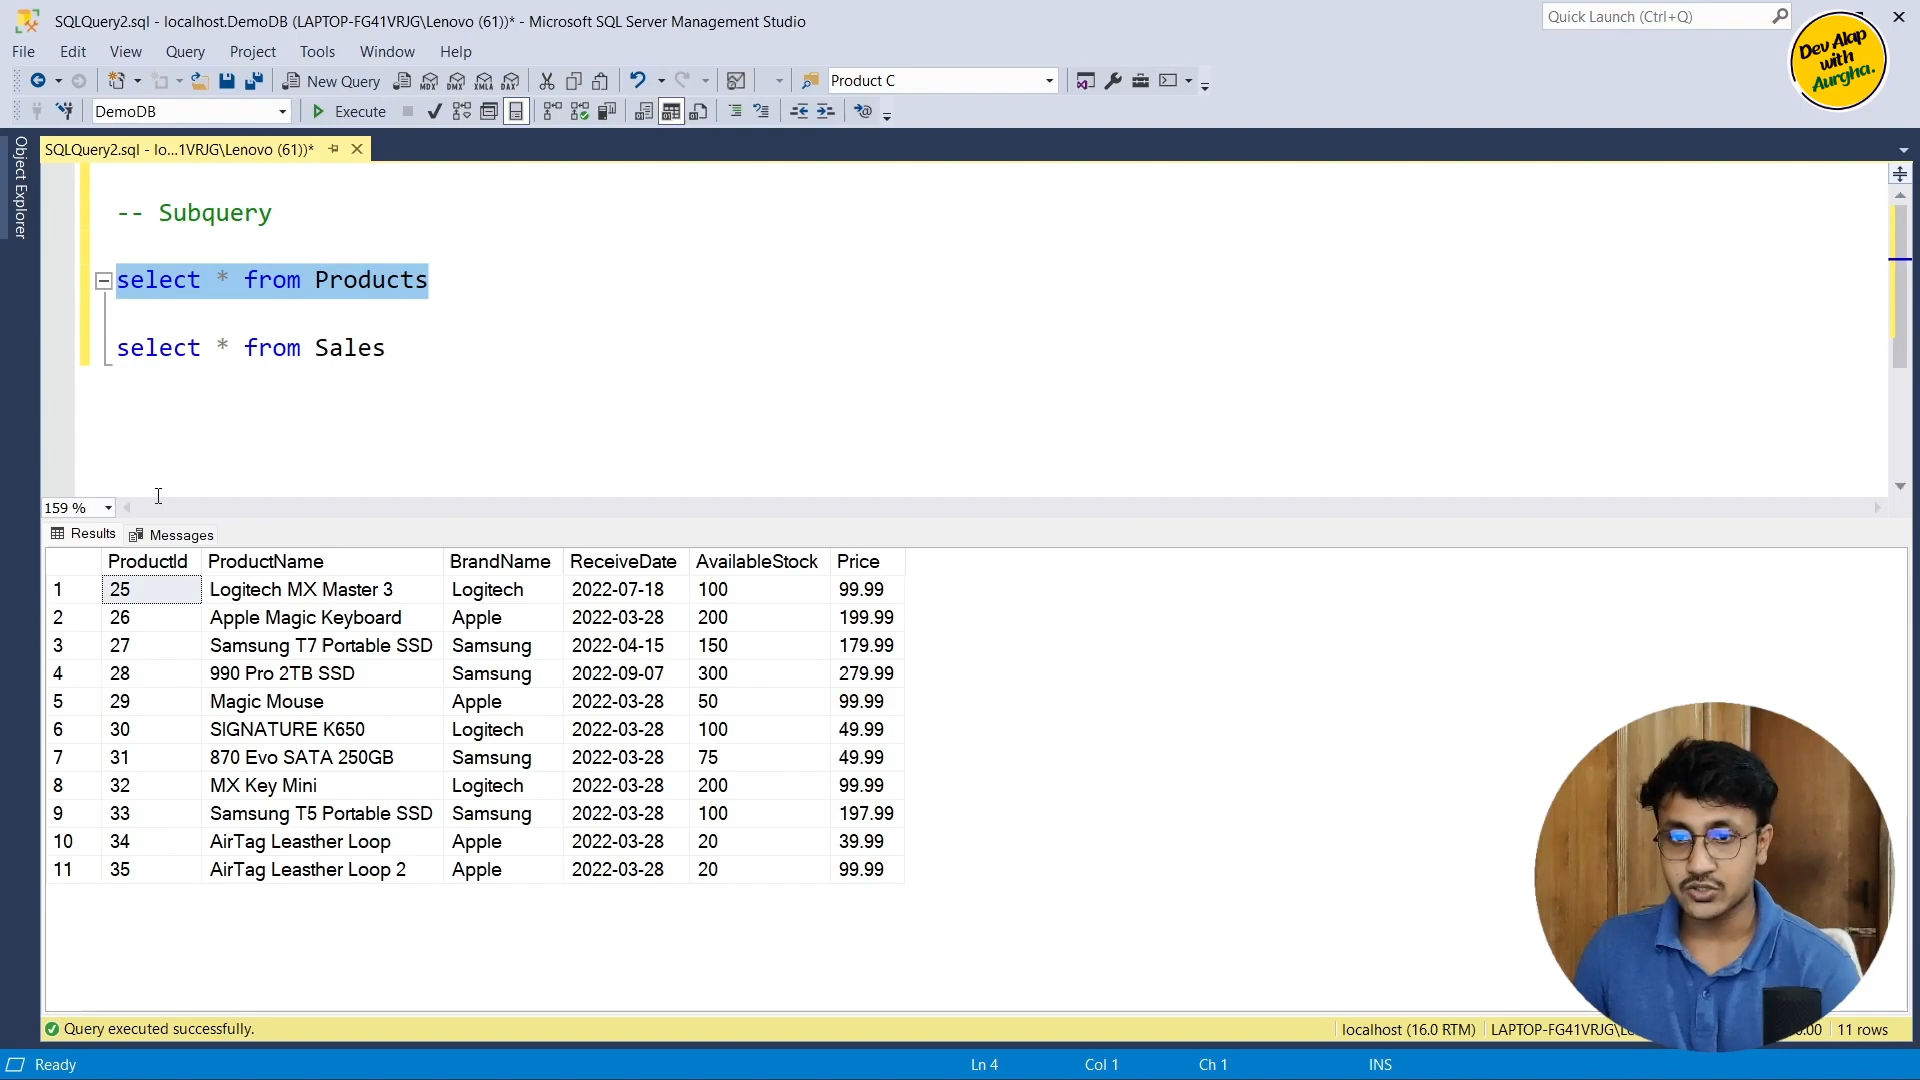 SQLQuery2.sql - localhost.DemoDB (LAPTOP-FG41VRJG\Lenovo (61))* - Microsoft SQL Server Management Studio
Quick Launch (Ctrl+Q)
Dev Alap
with
Aurgha.
File Edit View Query Project Tools Window Help
New Query
MDX DMX XMLA DAX
Product C
DemoDB
Execute
Object Explorer
SQLQuery2.sql - lo...1VRJG\Lenovo (61))*
-- Subquery
select * from Products
select * from Sales
159 %
Results Messages
ProductId ProductName BrandName ReceiveDate AvailableStock Price
1 25 Logitech MX Master 3 Logitech 2022-07-18 100 99.99
2 26 Apple Magic Keyboard Apple 2022-03-28 200 199.99
3 27 Samsung T7 Portable SSD Samsung 2022-04-15 150 179.99
4 28 990 Pro 2TB SSD Samsung 2022-09-07 300 279.99
5 29 Magic Mouse Apple 2022-03-28 50 99.99
6 30 SIGNATURE K650 Logitech 2022-03-28 100 49.99
7 31 870 Evo SATA 250GB Samsung 2022-03-28 75 49.99
8 32 MX Key Mini Logitech 2022-03-28 200 99.99
9 33 Samsung T5 Portable SSD Samsung 2022-03-28 100 197.99
10 34 AirTag Leasther Loop Apple 2022-03-28 20 39.99
11 35 AirTag Leasther Loop 2 Apple 2022-03-28 20 99.99
Query executed successfully.
localhost (16.0 RTM) LAPTOP-FG41VRJG\L :00 11 rows
Ready Ln 4 Col 1 Ch 1 INS